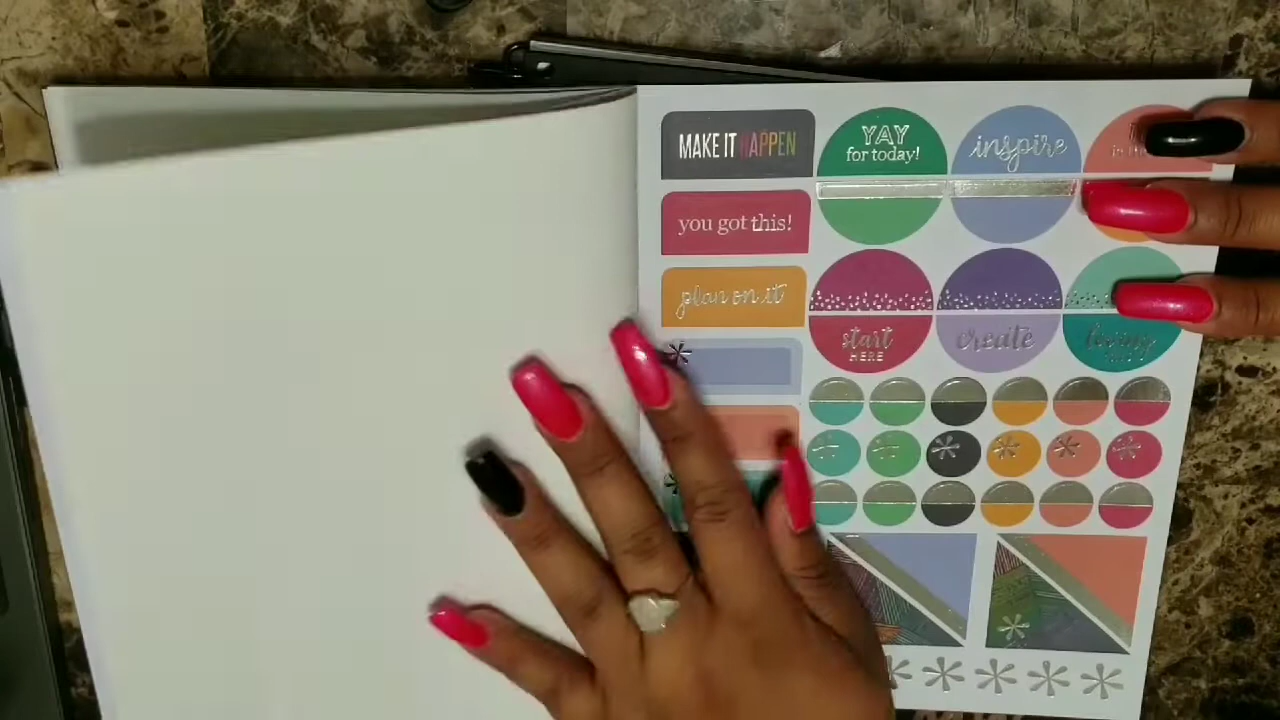 MAKE IT HAPPEN
YAY
for today!
inspire
you got this!
plan on it
start
HERE
create